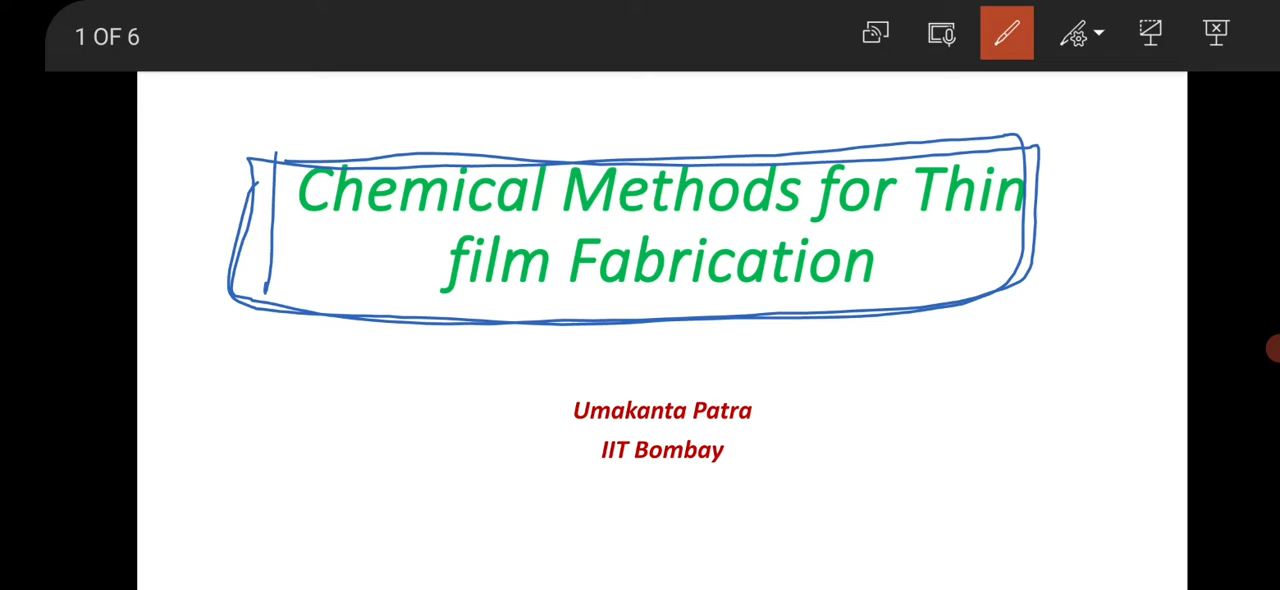 1 OF 6
Chemical Methods for Thin
film Fabrication
Umakanta Patra
IIT Bombay